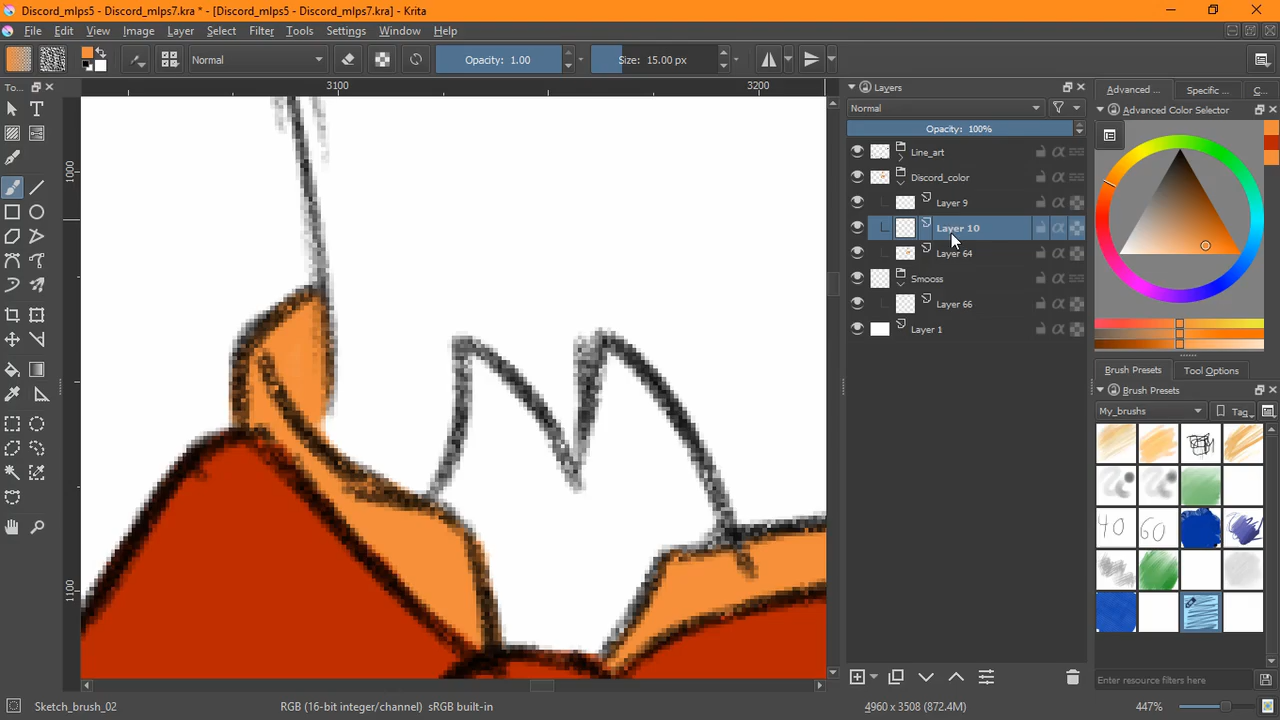 Discord_mlps5 - Discord_mlps7.kra * - [Discord_mlps5 - Discord_mlps7.kra] - Krita
File Edit View Image Layer Select Filter Tools Settings Window Help
Normal Opacity: 1.00 Size: 15.00 px
To... Layers Advanced ... Specific ... C...
3100 3200
Normal Advanced Color Selector
Opacity: 100%
Line_art
1000
Discord_color
Layer 9
Layer 10
Layer 64
Smooss
Layer 66
Layer 1
Brush Presets Tool Options
Brush Presets
My_brushs Tag
40 60
1100
Enter resource filters here
Sketch_brush_02 RGB (16-bit integer/channel) sRGB built-in 4960 x 3508 (872.4M) 447%